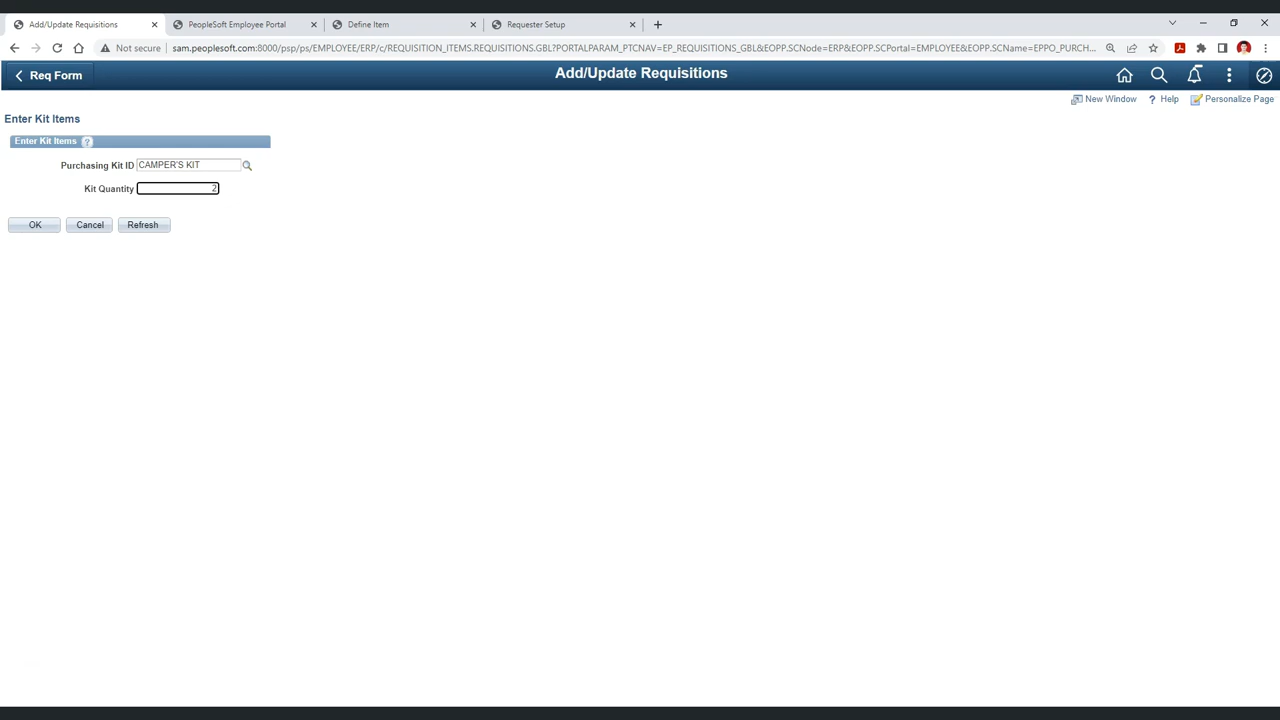 Add/Update Requisitions
PeopleSoft Employee Portal
Define Item
Requester Setup
Not secure
sam.peoplesoft.com:8000/psp/ps/EMPLOYEE/ERP/c/REQUISITION_ITEMS.REQUISITIONS.GBL?PORTALPARAM_PTCNAV=EP_REQUISITIONS_GBL&EOPP.SCNode=ERP&EOPP.SCPortal=EMPLOYEE&EOPP.SCName=EPPO_PURCH...
Req Form
Add/Update Requisitions
New Window
? Help
Personalize Page
Enter Kit Items
Enter Kit Items ?
Purchasing Kit ID CAMPER'S KIT
Kit Quantity 2
OK Cancel Refresh